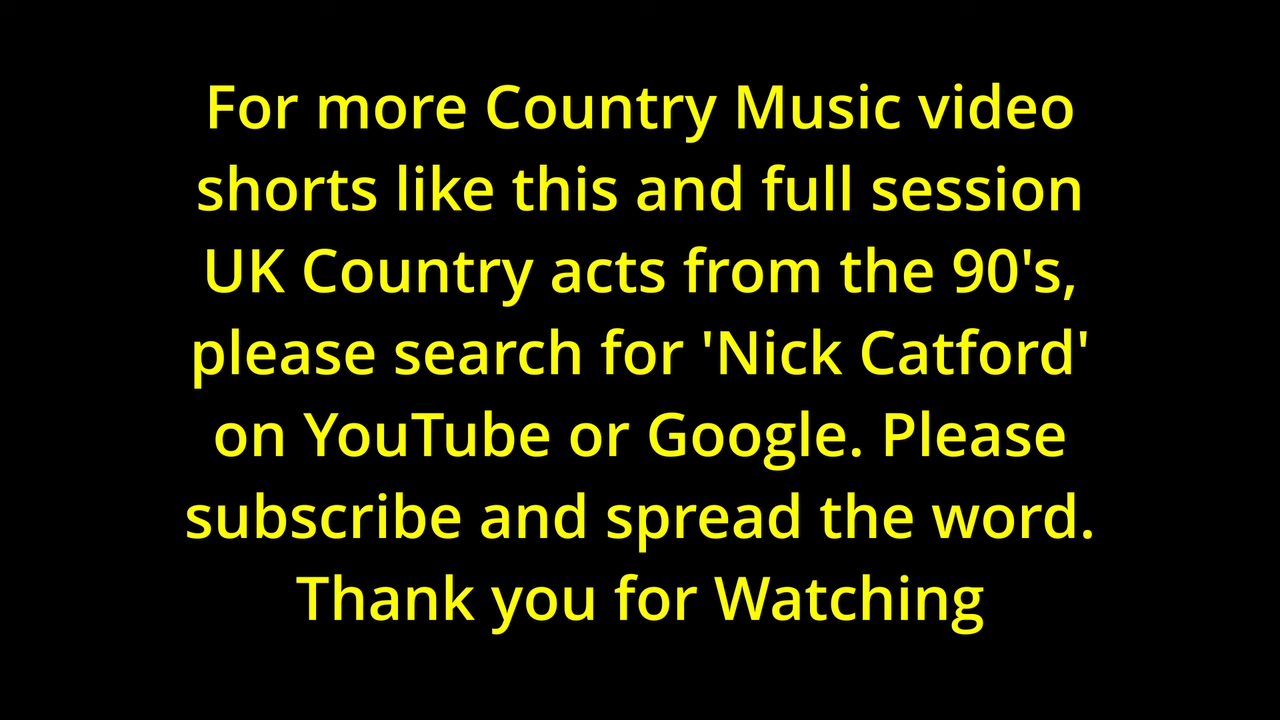 For more Country Music video
shorts like this and full session
UK Country acts from the 90's,
please search for 'Nick Catford'
on YouTube or Google. Please
subscribe and spread the word.
Thank you for Watching